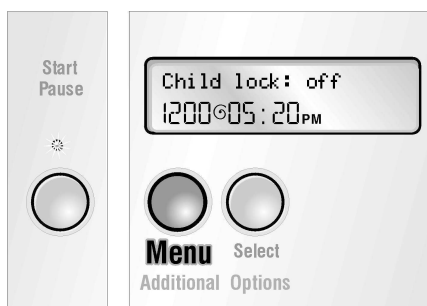 Start
Pause
Child lock: off
1200 05:20PM
Menu
Select
Additional Options